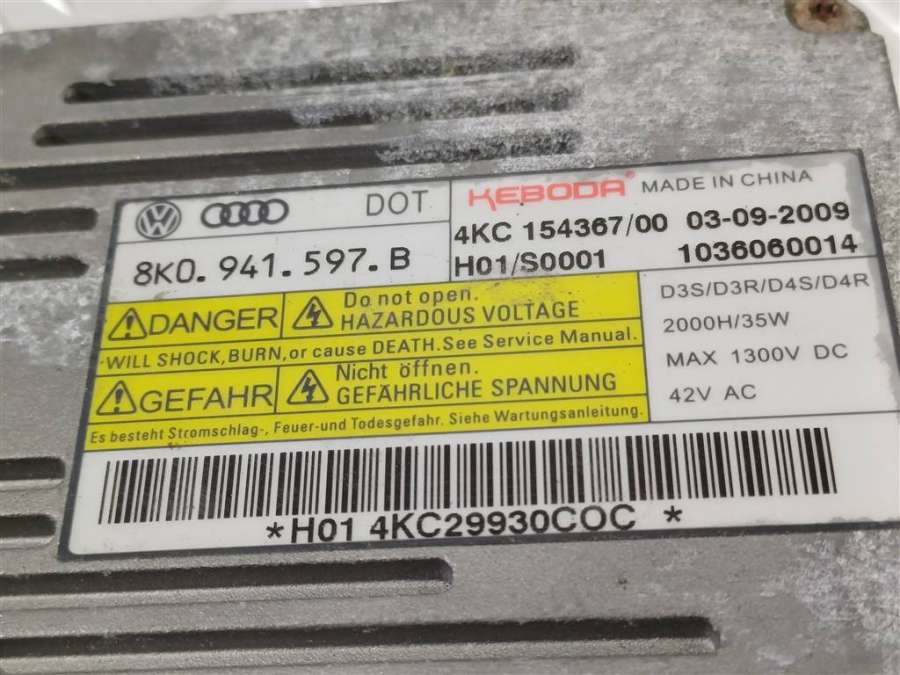 DOT
8K0.941.597.B
KEBODA® MADE IN CHINA
4KC 154367/00 03-09-2009
H01/S0001 1036060014
DANGER
Do not open.
HAZARDOUS VOLTAGE
WILL SHOCK,BURN,or cause DEATH.See Service Manual.
GEFAHR
Nicht öffnen.
GEFÄHRLICHE SPANNUNG
Es besteht Stromschlag-, Feuer-und Todesgefahr. Siehe Wartungsanleitung.
D3S/D3R/D4S/D4R
2000H/35W
MAX 1300V DC
42V AC
*H01 4KC29930COC *